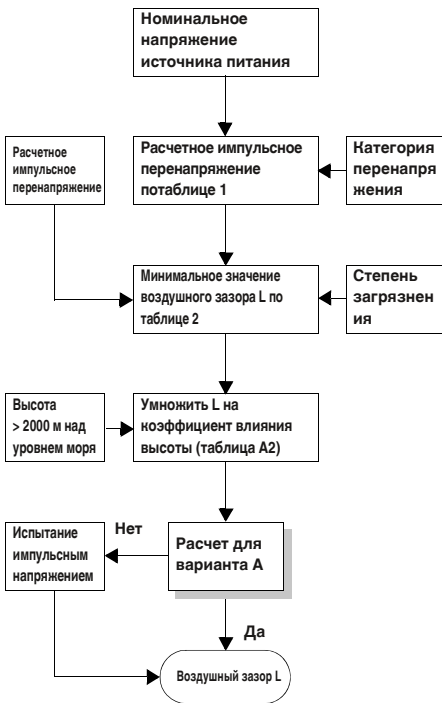 Номинальное
напряжение
источника питания
Расчетное
импульсное
перенапряжение
Расчетное импульсное
перенапряжение
потаблице 1
Категория
перенапря
жения
Минимальное значение
воздушного зазора L по
таблице 2
Степень
загрязнен
ия
Высота
> 2000 м над
уровнем моря
Умножить L на
коэффициент влияния
высоты (таблица А2)
Испытание
импульсным
напряжением
Нет
Расчет для
варианта А
Да
Воздушный зазор L